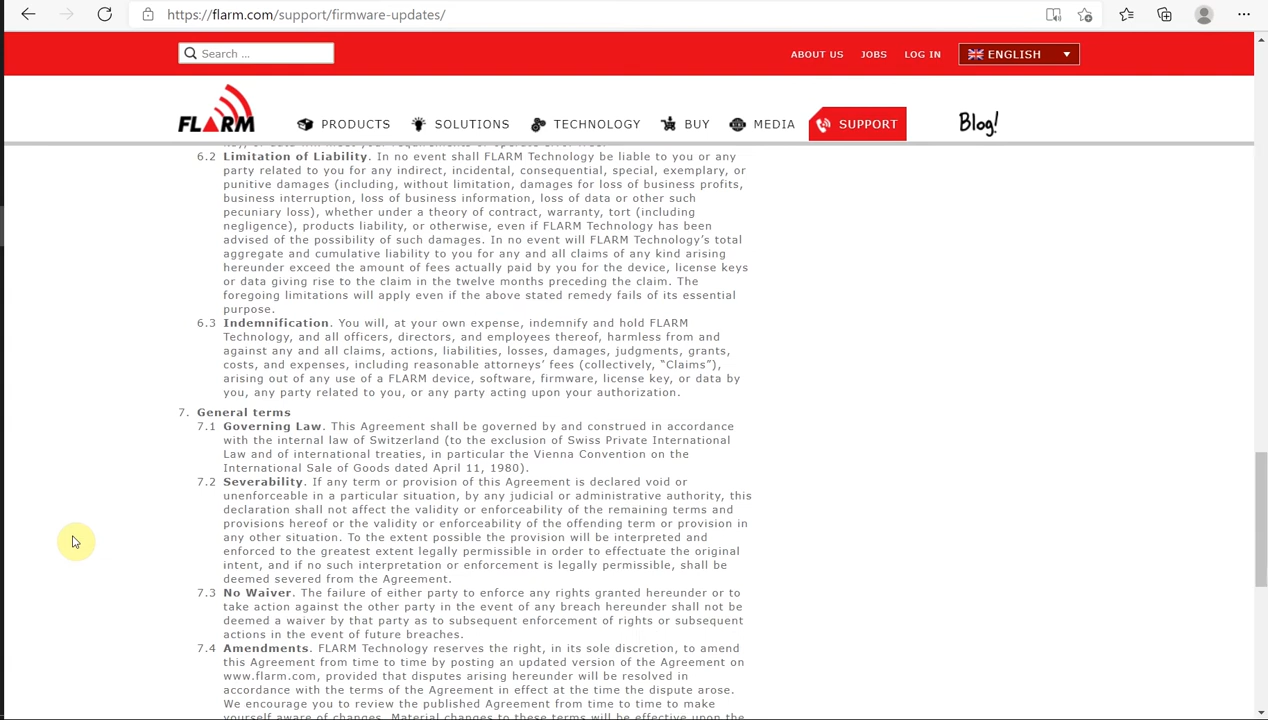 https://flarm.com/support/firmware-updates/
Search ...
ABOUT US
JOBS
LOG IN
ENGLISH
FLARM
PRODUCTS
SOLUTIONS
TECHNOLOGY
BUY
MEDIA
SUPPORT
Blog!
6.2 Limitation of Liability. In no event shall FLARM Technology be liable to you or any
party related to you for any indirect, incidental, consequential, special, exemplary, or
punitive damages (including, without limitation, damages for loss of business profits,
business interruption, loss of business information, loss of data or other such
pecuniary loss), whether under a theory of contract, warranty, tort (including
negligence), products liability, or otherwise, even if FLARM Technology has been
advised of the possibility of such damages. In no event will FLARM Technology’s total
aggregate and cumulative liability to you for any and all claims of any kind arising
hereunder exceed the amount of fees actually paid by you for the device, license keys
or data giving rise to the claim in the twelve months preceding the claim. The
foregoing limitations will apply even if the above stated remedy fails of its essential
purpose.
6.3 Indemnification. You will, at your own expense, indemnify and hold FLARM
Technology, and all officers, directors, and employees thereof, harmless from and
against any and all claims, actions, liabilities, losses, damages, judgments, grants,
costs, and expenses, including reasonable attorneys’ fees (collectively, “Claims”),
arising out of any use of a FLARM device, software, firmware, license key, or data by
you, any party related to you, or any party acting upon your authorization.
7. General terms
7.1 Governing Law. This Agreement shall be governed by and construed in accordance
with the internal law of Switzerland (to the exclusion of Swiss Private International
Law and of international treaties, in particular the Vienna Convention on the
International Sale of Goods dated April 11, 1980).
7.2 Severability. If any term or provision of this Agreement is declared void or
unenforceable in a particular situation, by any judicial or administrative authority, this
declaration shall not affect the validity or enforceability of the remaining terms and
provisions hereof or the validity or enforceability of the offending term or provision in
any other situation. To the extent possible the provision will be interpreted and
enforced to the greatest extent legally permissible in order to effectuate the original
intent, and if no such interpretation or enforcement is legally permissible, shall be
deemed severed from the Agreement.
7.3 No Waiver. The failure of either party to enforce any rights granted hereunder or to
take action against the other party in the event of any breach hereunder shall not be
deemed a waiver by that party as to subsequent enforcement of rights or subsequent
actions in the event of future breaches.
7.4 Amendments. FLARM Technology reserves the right, in its sole discretion, to amend
this Agreement from time to time by posting an updated version of the Agreement on
www.flarm.com, provided that disputes arising hereunder will be resolved in
accordance with the terms of the Agreement in effect at the time the dispute arose.
We encourage you to review the published Agreement from time to time to make
yourself aware of changes. Material changes to these terms will be effective upon the